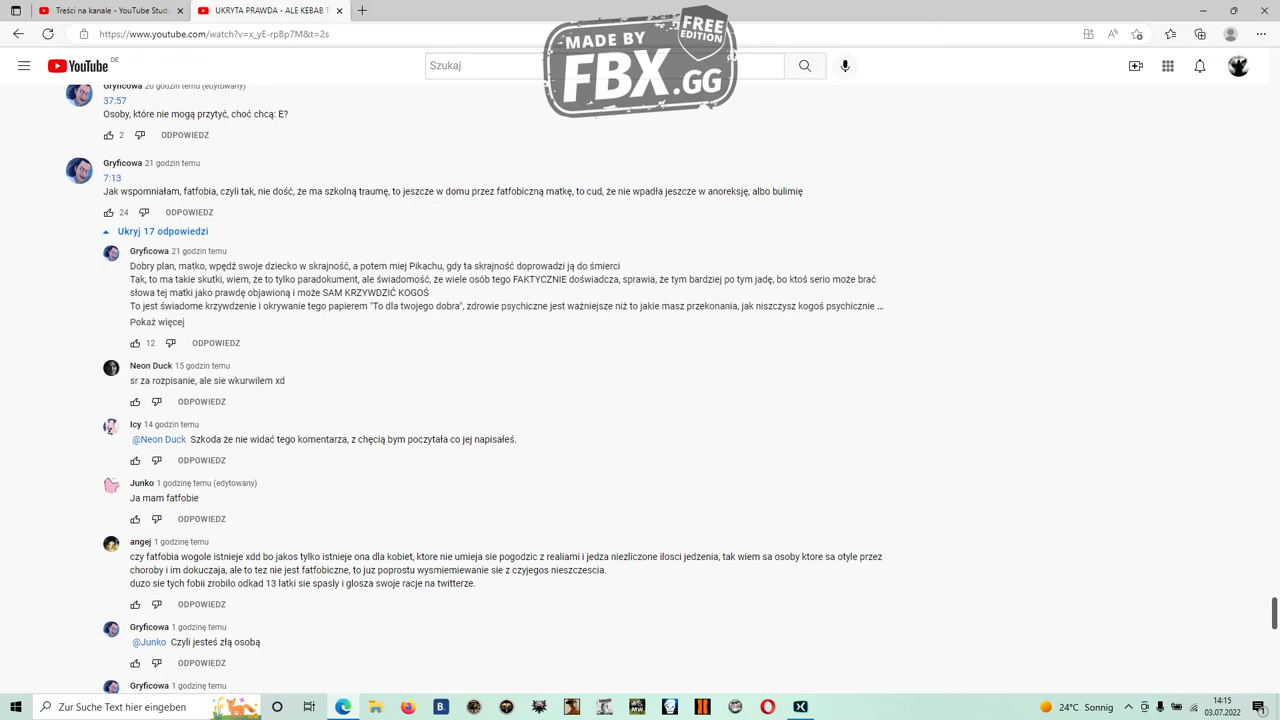 Treści na kanale - YouTube Studio
UKRYTA PRAWDA - ALE KEBAB T
https://www.youtube.com/watch?v=x_yE-rpBp7M&t=2s
MADE BY
FREE
EDITION
FBX.GG
YouTube DE
Szukaj
Gryficowa 20 godzin temu (edytowany)
37:57
Osoby, które nie mogą przytyć, choć chcą: E?
2 ODPOWIEDZ
Gryficowa 21 godzin temu
7:13
Jak wspomniałam, fatfobia, czyli tak, nie dość, że ma szkolną traumę, to jeszcze w domu przez fatfobiczną matkę, to cud, że nie wpadła jeszcze w anoreksję, albo bulimię
24 ODPOWIEDZ
Ukryj 17 odpowiedzi
Gryficowa 21 godzin temu
Dobry plan, matko, wpędź swoje dziecko w skrajność, a potem miej Pikachu, gdy ta skrajność doprowadzi ją do śmierci
Tak, to ma takie skutki, wiem, że to tylko paradokument, ale świadomość, że wiele osób tego FAKTYCZNIE doświadcza, sprawia, że tym bardziej po tym jadę, bo ktoś serio może brać
słowa tej matki jako prawdę objawioną i może SAM KRZYWDZIĆ KOGOŚ
To jest świadome krzywdzenie i okrywanie tego papierem "To dla twojego dobra", zdrowie psychiczne jest ważniejsze niż to jakie masz przekonania, jak niszczysz kogoś psychicznie ...
Pokaż więcej
12 ODPOWIEDZ
Neon Duck 15 godzin temu
sr za rozpisanie, ale sie wkurwilem xd
ODPOWIEDZ
Icy 14 godzin temu
@Neon Duck Szkoda że nie widać tego komentarza, z chęcią bym poczytała co jej napisałeś.
ODPOWIEDZ
Junko 1 godzinę temu (edytowany)
Ja mam fatfobie
ODPOWIEDZ
angej 1 godzinę temu
czy fatfobia wogole istnieje xdd bo jakos tylko istnieje ona dla kobiet, ktore nie umieja sie pogodzic z realiami i jedza niezliczone ilosci jedzenia, tak wiem sa osoby ktore sa otyle przez
choroby i im dokuczaja, ale to tez nie jest fatfobiczne, to juz poprostu wysmiemiewanie sie z czyjegos nieszczescia.
duzo sie tych fobii zrobilo odkad 13 latki sie spasly i glosza swoje racje na twitterze.
ODPOWIEDZ
Gryficowa 1 godzinę temu
@Junko Czyli jesteś złą osobą
ODPOWIEDZ
Gryficowa 1 godzinę temu
Zur Suche Text hier eingeben
24°C Sonnig
14:15
03.07.2022